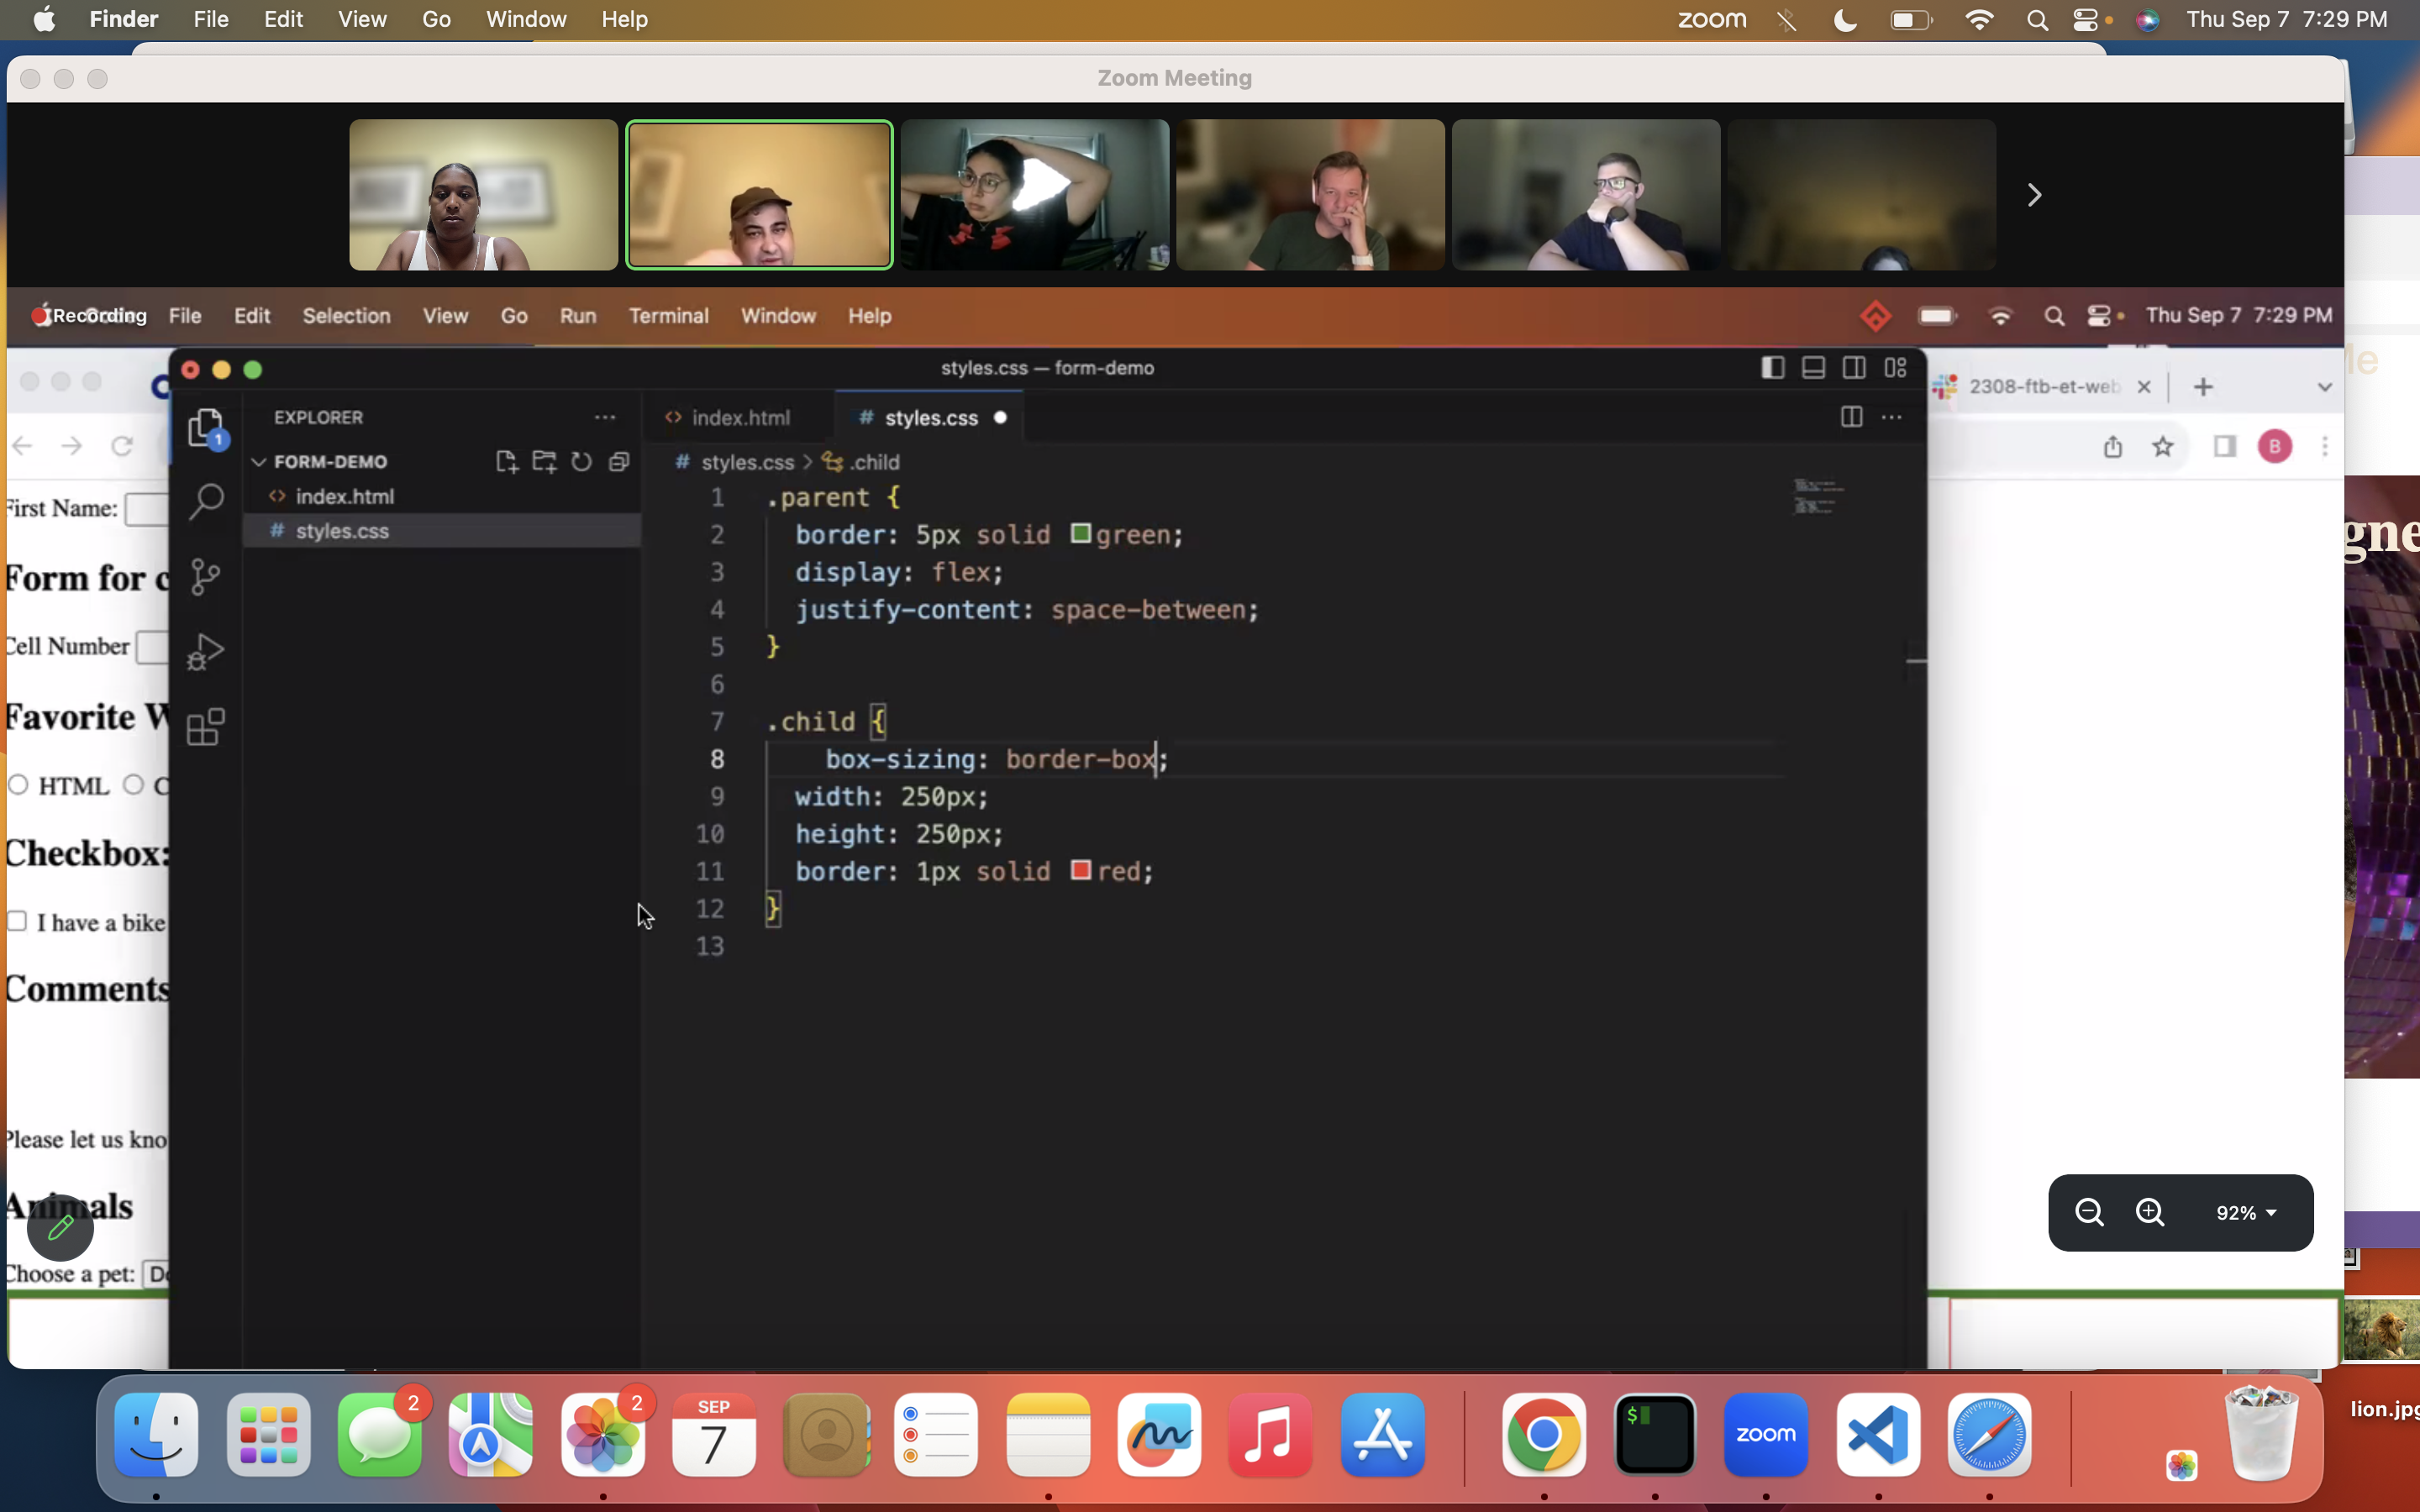 Finder File Edit View Go Window Help
zoom Thu Sep 7 7:29 PM
Zoom Meeting
Recording File Edit Selection View Go Run Terminal Window Help
Thu Sep 7 7:29 PM
styles.css — form-demo
2308-ftb-et-web
EXPLORER
index.html
# styles.css
1
FORM-DEMO
index.html
# styles.css
# styles.css > .child
B
1 .parent {
2 border: 5px solid green;
3 display: flex;
4 justify-content: space-between;
5 }
6
7 .child {
8 box-sizing: border-box;
9 width: 250px;
10 height: 250px;
11 border: 1px solid red;
12 }
13
First Name:
Form for c
Cell Number
Favorite W
HTML C
Checkbox:
I have a bike
Comments
Please let us kno
Animals
Choose a pet:
gne
92%
2
2
SEP
7
$
zoom
lion.jpg